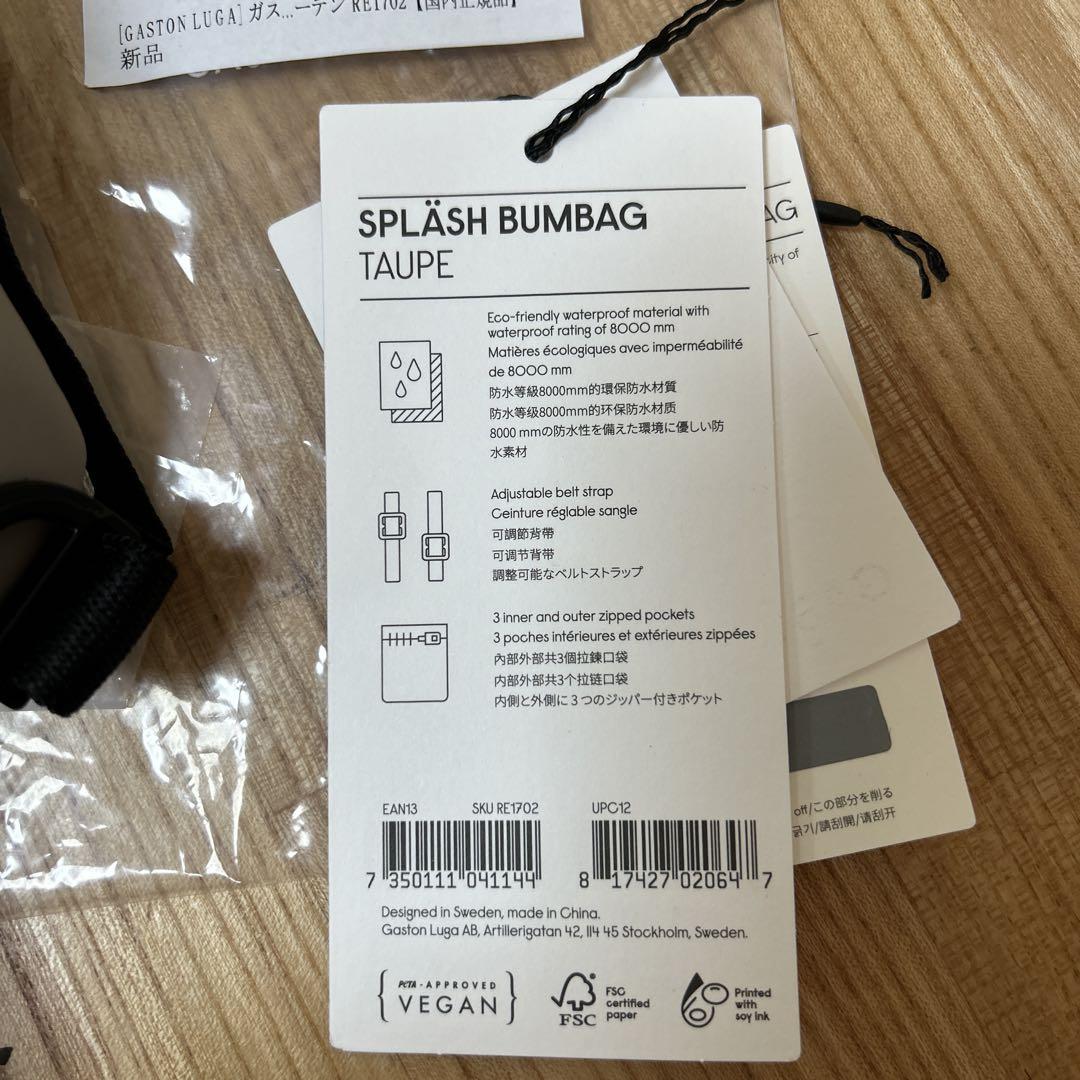 [GASTON LUGA] ガス...ーテン RE1702【国内正規品】
新品
SPLÄSH BUMBAG
TAUPE
Eco-friendly waterproof material with
waterproof rating of 8000 mm
Matières écologiques avec imperméabilité
de 8000 mm
防水等級8000mm的環保防水材質
防水等级8000mm的环保防水材质
8000 mmの防水性を備えた環境に優しい防
水素材
Adjustable belt strap
Ceinture réglable sangle
可調節背帶
可调节背带
調整可能なベルトストラップ
3 inner and outer zipped pockets
3 poches intérieures et extérieures zippées
內部外部共3個拉鍊口袋
内部外部共3个拉链口袋
内側と外側に3つのジッパー付きポケット
EAN13 SKU RE1702 UPC12
7 350111 041144 8 17427 02064 7
Designed in Sweden, made in China.
Gaston Luga AB, Artillerigatan 42, 114 45 Stockholm, Sweden.
PETA-APPROVED
VEGAN
FSC
FSC
certified
paper
Printed
with
soy ink
AG
sity of
off/この部分を削る
긁기/請刮開/请刮开